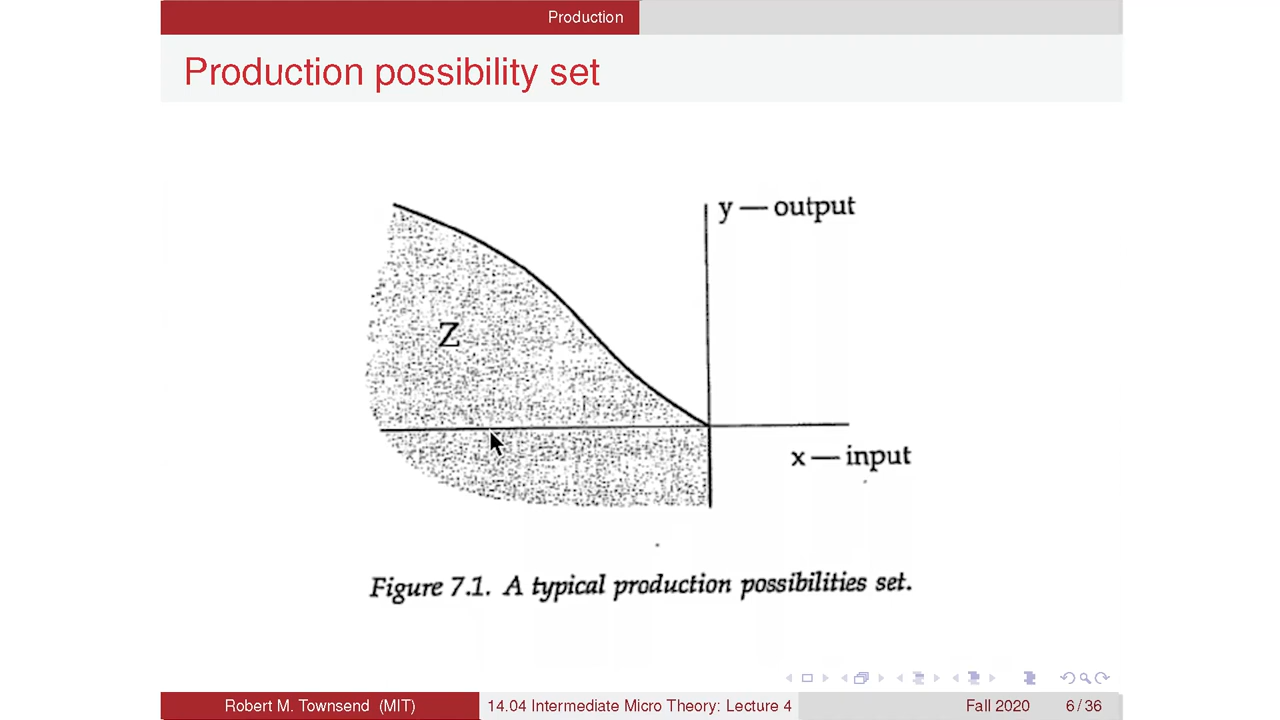 Production
Production possibility set
y — output
Z
x — input
Figure 7.1. A typical production possibilities set.
Robert M. Townsend (MIT)
14.04 Intermediate Micro Theory: Lecture 4
Fall 2020
6 / 36